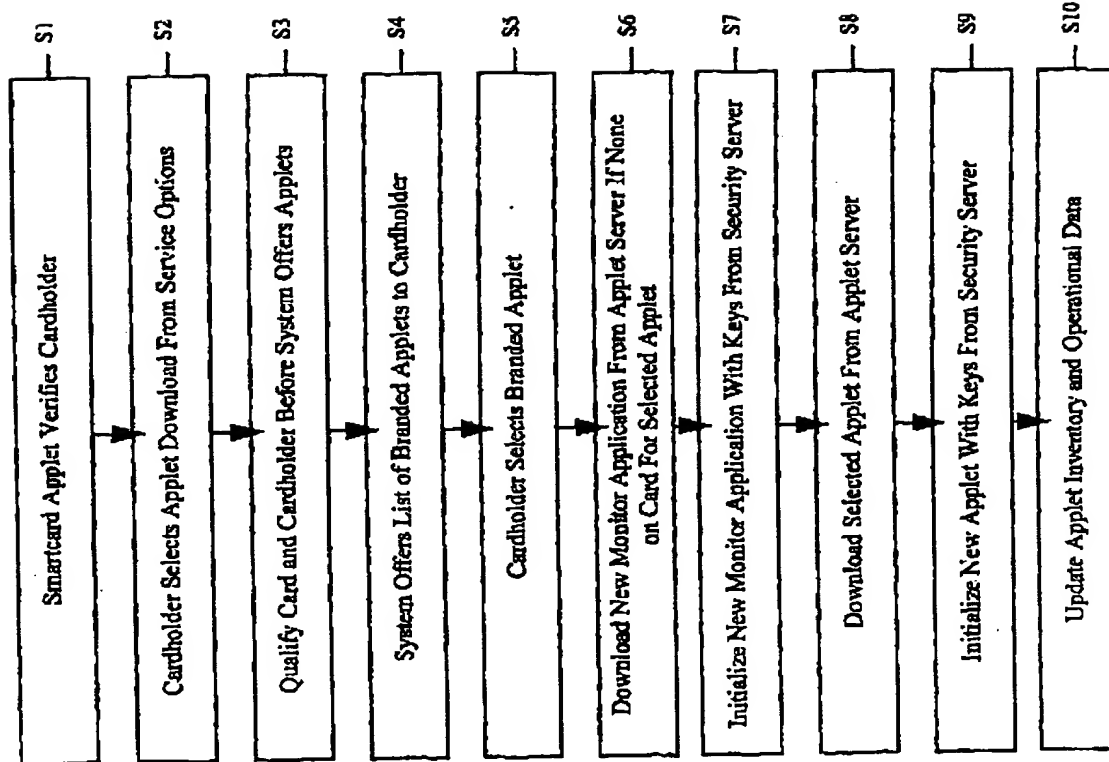 Smartcard Applet Verifies Cardholder
S1
Cardholder Selects Applet Download From Service Options
S2
Qualify Card and Cardholder Before System Offers Applets
S3
System Offers List of Branded Applets to Cardholder
S4
Cardholder Selects Branded Applet
S5
Download New Monitor Application From Applet Server If None
on Card For Selected Applet
S6
Initialize New Monitor Application With Keys From Security Server
S7
Download Selected Applet From Applet Server
S8
Initialize New Applet With Keys From Security Server
S9
Update Applet Inventory and Operational Data
S10